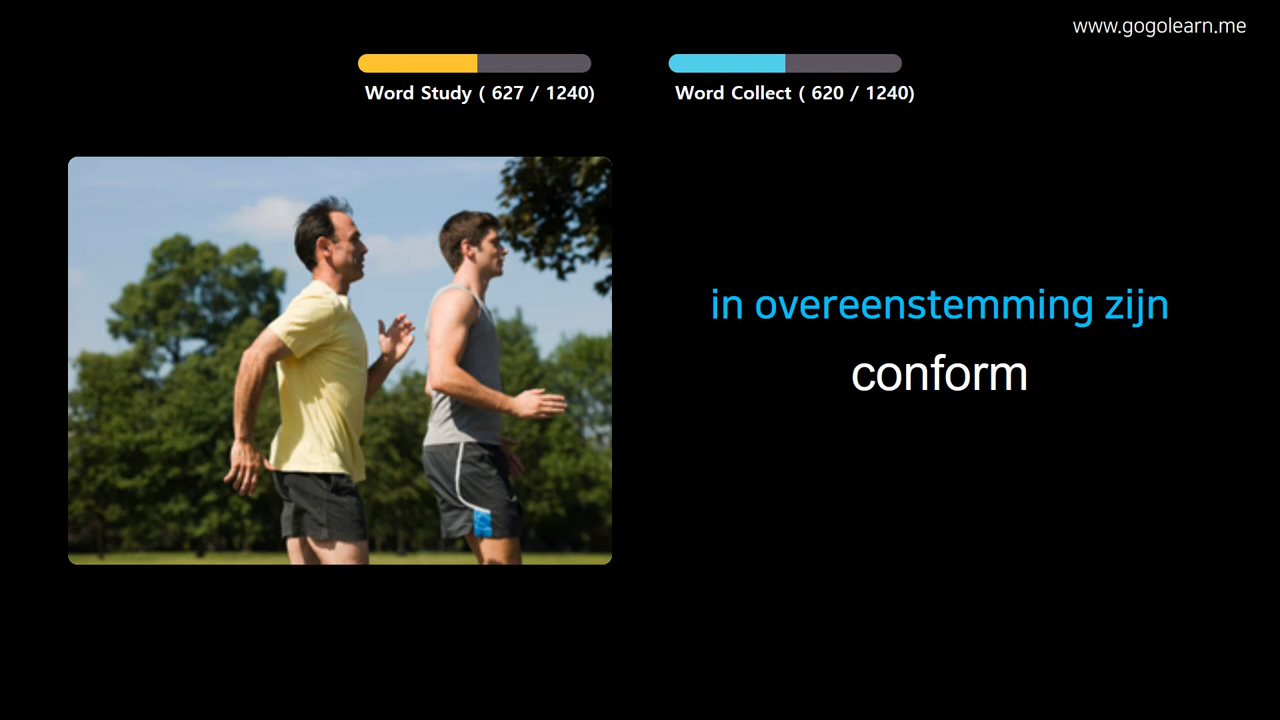 www.gogolearn.me
Word Study ( 627 / 1240)
Word Collect ( 620 / 1240)
in overeenstemming zijn
conform